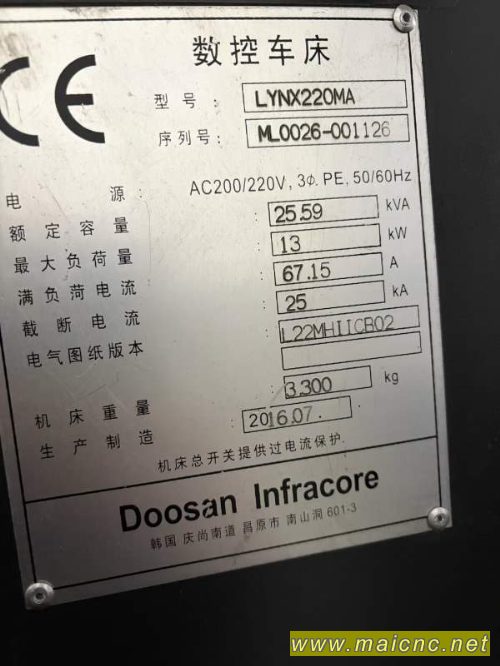 CE
数控车床
型号: LYNX220MA
序列号: ML0026-001126
电源: AC200/220V, 3Φ. PE, 50/60Hz
额定容量: 25.59 kVA
最大负荷量: 13 kW
满负荷电流: 67.15 A
截断电流: 25 kA
电气图纸版本: L22MHIICB02
机床重量: 3.300 kg
生产制造: 2016.07.
机床总开关提供过电流保护.
Doosan Infracore
韩国 庆尚南道 昌原市 南山洞 601-3
www.maicnc.net